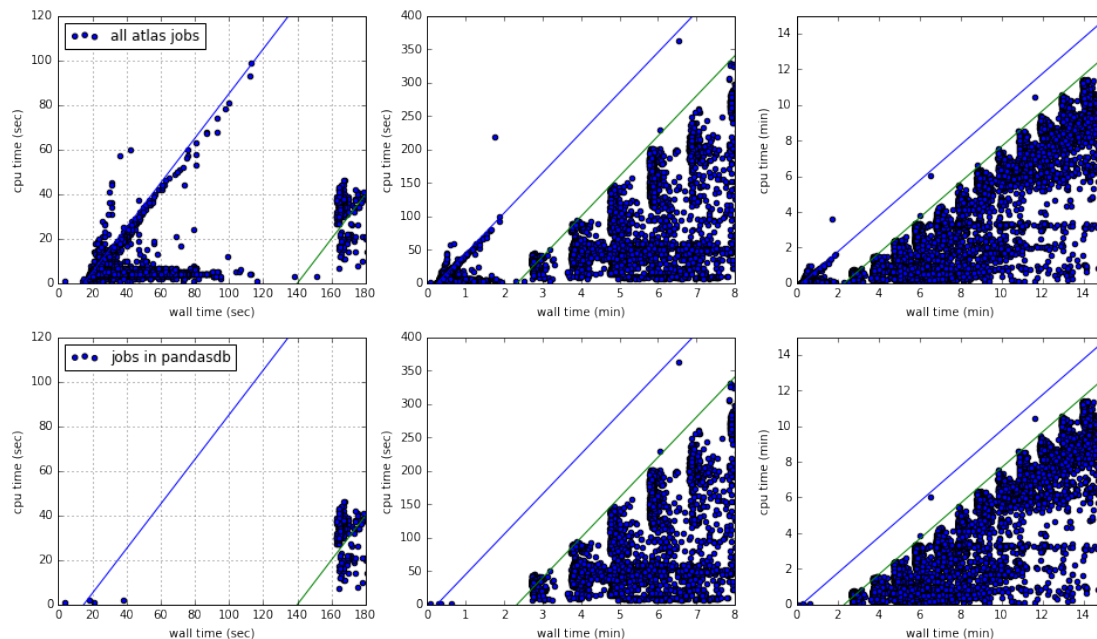 120
100
80
60
40
20
0
cpu time (sec)
all atlas jobs
0 20 40 60 80 100 120 140 160 180
wall time (sec)
400
350
300
250
200
150
100
50
0
cpu time (sec)
0 1 2 3 4 5 6 7 8
wall time (min)
14
12
10
8
6
4
2
0
cpu time (min)
0 2 4 6 8 10 12 14
wall time (min)
120
100
80
60
40
20
0
cpu time (sec)
jobs in pandasdb
0 20 40 60 80 100 120 140 160 180
wall time (sec)
400
350
300
250
200
150
100
50
0
cpu time (sec)
0 1 2 3 4 5 6 7 8
wall time (min)
14
12
10
8
6
4
2
0
cpu time (min)
0 2 4 6 8 10 12 14
wall time (min)